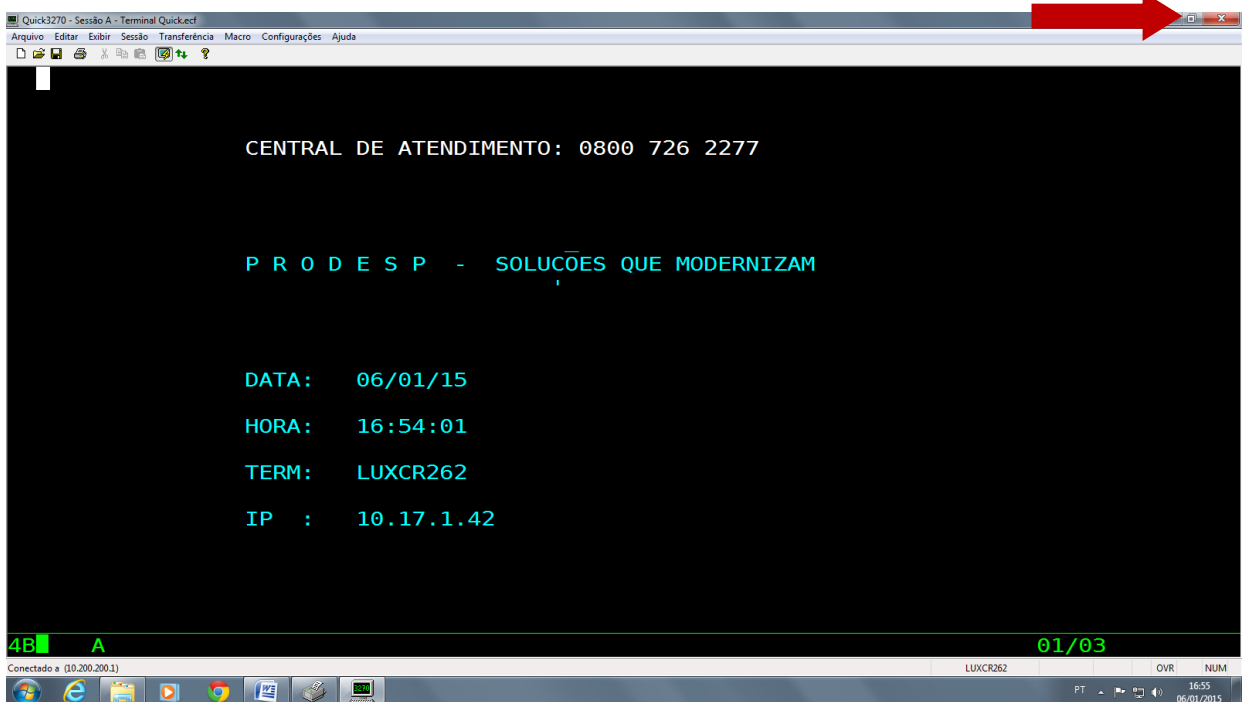 Quick3270 - Sessão A - Terminal Quick.ecf
Arquivo Editar Exibir Sessão Transferência Macro Configurações Ajuda
CENTRAL DE ATENDIMENTO: 0800 726 2277
P R O D E S P - SOLUCOES QUE MODERNIZAM
DATA: 06/01/15
HORA: 16:54:01
TERM: LUXCR262
IP : 10.17.1.42
4B A 01/03
Conectado a (10.200.200.1) LUXCR262 OVR NUM
3270 PT 16:55
06/01/2015